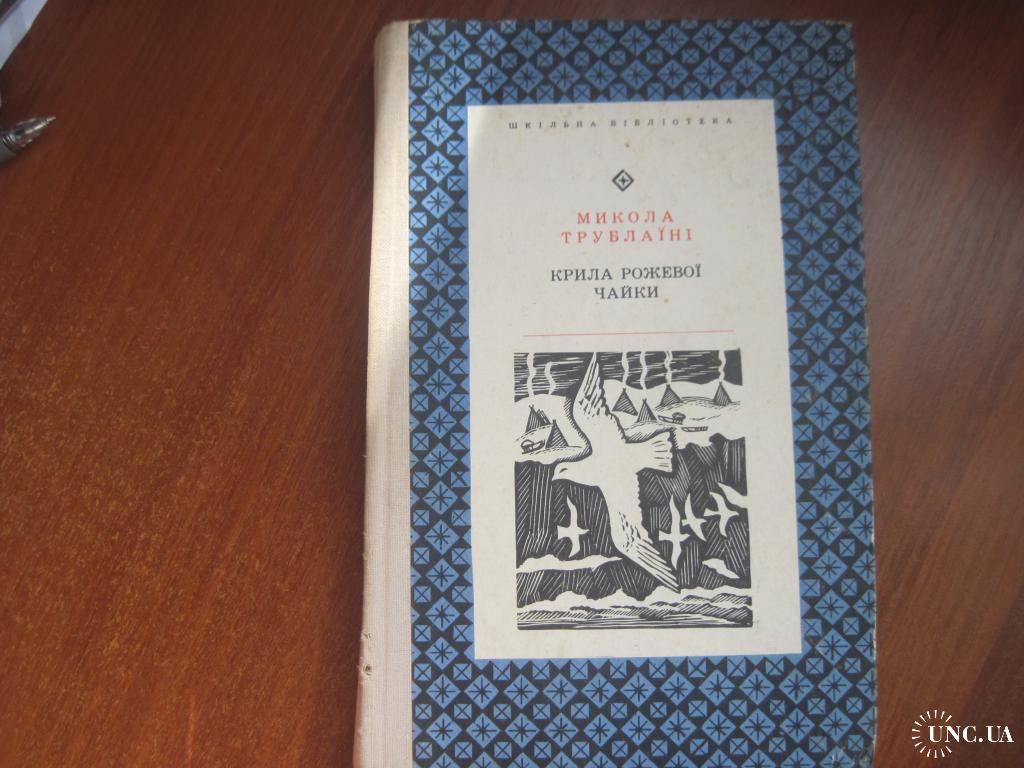 ШКІЛЬНА БІБЛІОТЕКА
МИКОЛА
ТРУБЛАЇНІ
КРИЛА РОЖЕВОЇ
ЧАЙКИ
UNC.UA